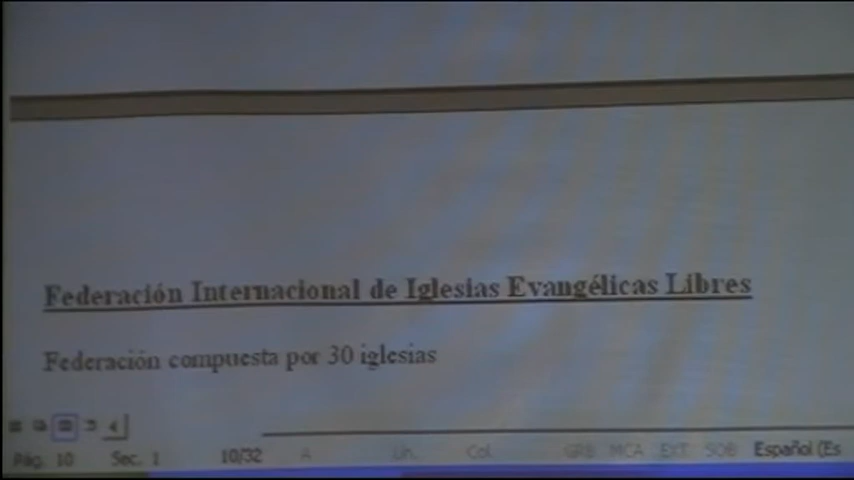 Federación Internacional de Iglesias Evangélicas Libres
Federación compuesta por 30 iglesias
Pág. 10 Sec. 1 10/32 A Lín. Col. GRB MCA EXT SOB Español (Es